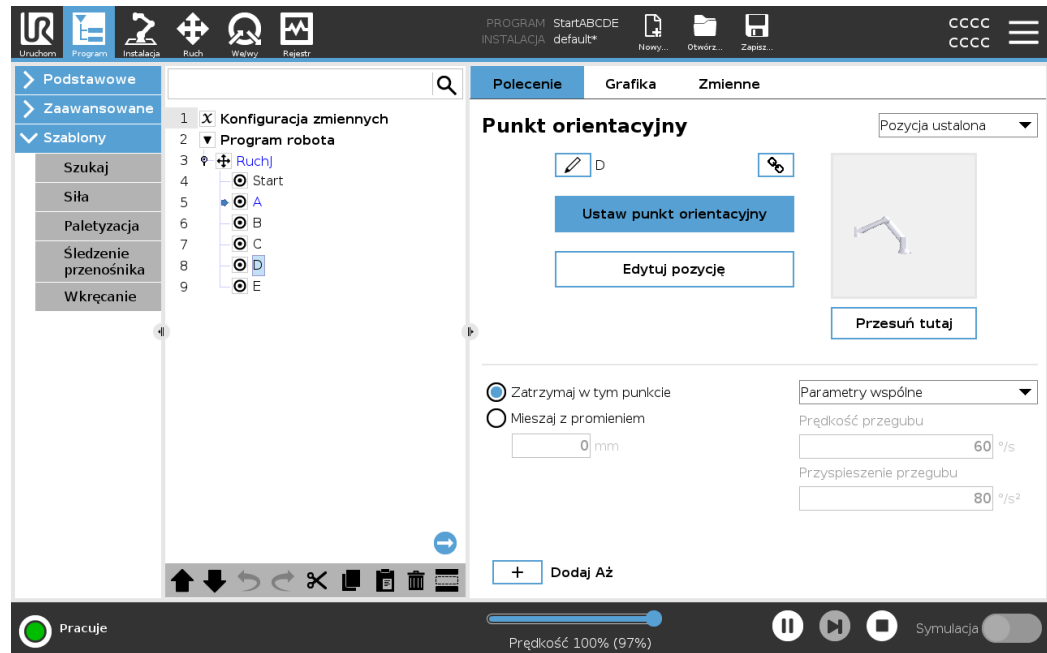 PROGRAM StartABCDE
INSTALACJA default*
CCCC
CCCC
Uruchom Program Instalacja Ruch We/wy Rejestr Nowy... Otwórz... Zapisz...
Podstawowe
Zaawansowane
Szablony
Szukaj
Siła
Paletyzacja
Śledzenie
przenośnika
Wkręcanie
1 X Konfiguracja zmiennych
2 Program robota
3 RuchJ
4 Start
5 A
6 B
7 C
8 D
9 E
Polecenie Grafika Zmienne
Punkt orientacyjny
Pozycja ustalona
D
Ustaw punkt orientacyjny
Edytuj pozycję
Przesuń tutaj
Zatrzymaj w tym punkcie
Parametry wspólne
Mieszaj z promieniem
Prędkość przegubu
0 mm
60 °/s
Przyspieszenie przegubu
80 °/s²
+ Dodaj Aż
Pracuje
Prędkość 100% (97%)
Symulacja